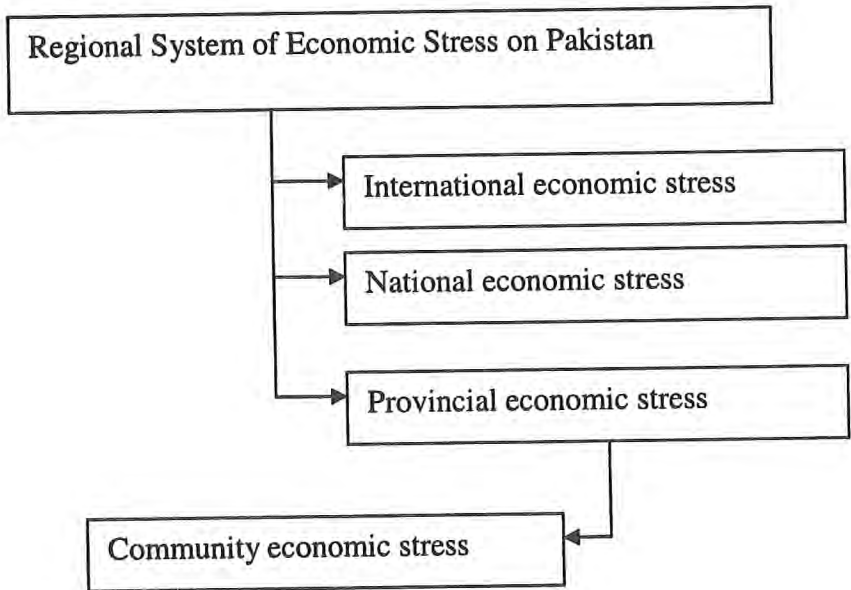 Regional System of Economic Stress on Pakistan
International economic stress
National economic stress
Provincial economic stress
Community economic stress